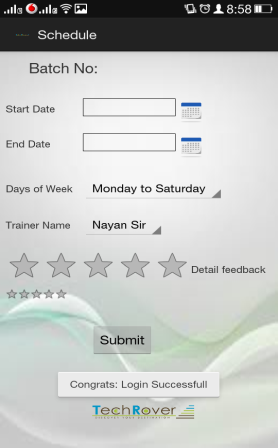 8:58
Schedule
Batch No:
Start Date
End Date
Days of Week Monday to Saturday
Trainer Name Nayan Sir
Detail feedback
Submit
Congrats: Login Successfull
TechRover